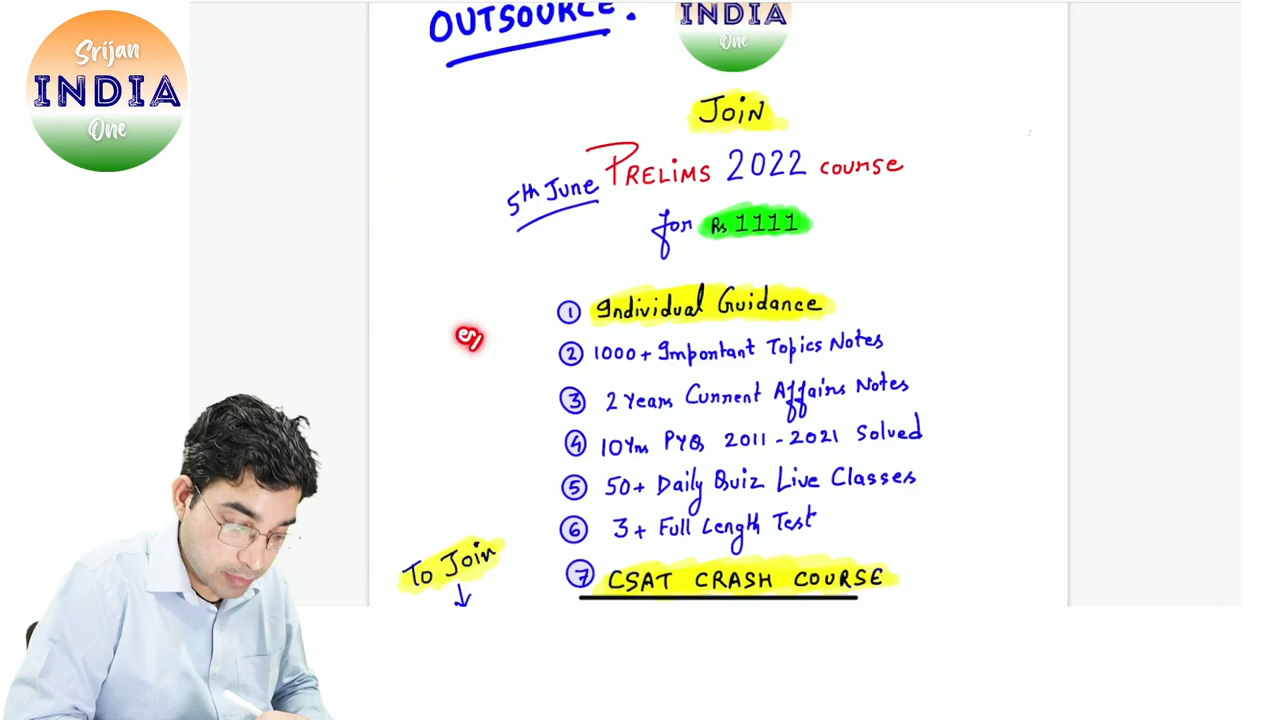 Srijan
INDIA
One
OUTSOURCE.
INDIA
One
JOIN
5th June PRELIMS 2022 course
for Rs 1111
1 Individual Guidance
2 1000+ Important Topics Notes
3 2 Years Current Affairs Notes
4 10 Yrs PYQs 2011-2021 Solved
5 50+ Daily Quiz Live Classes
6 3+ Full Length Test
7 CSAT CRASH COURSE
To Join